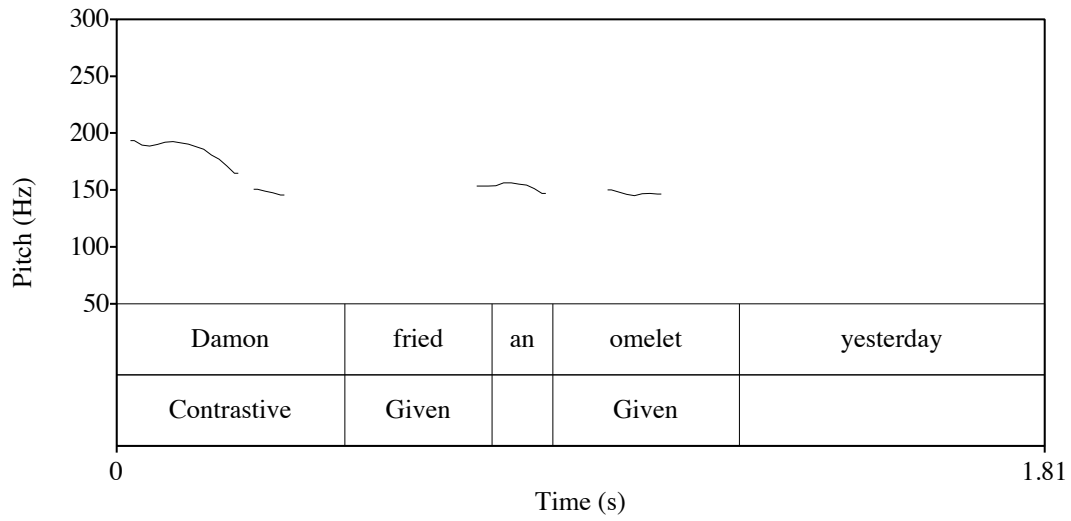 300
250
200
150
100
50
Pitch (Hz)
Damon fried an omelet yesterday
Contrastive Given Given
0 1.81
Time (s)